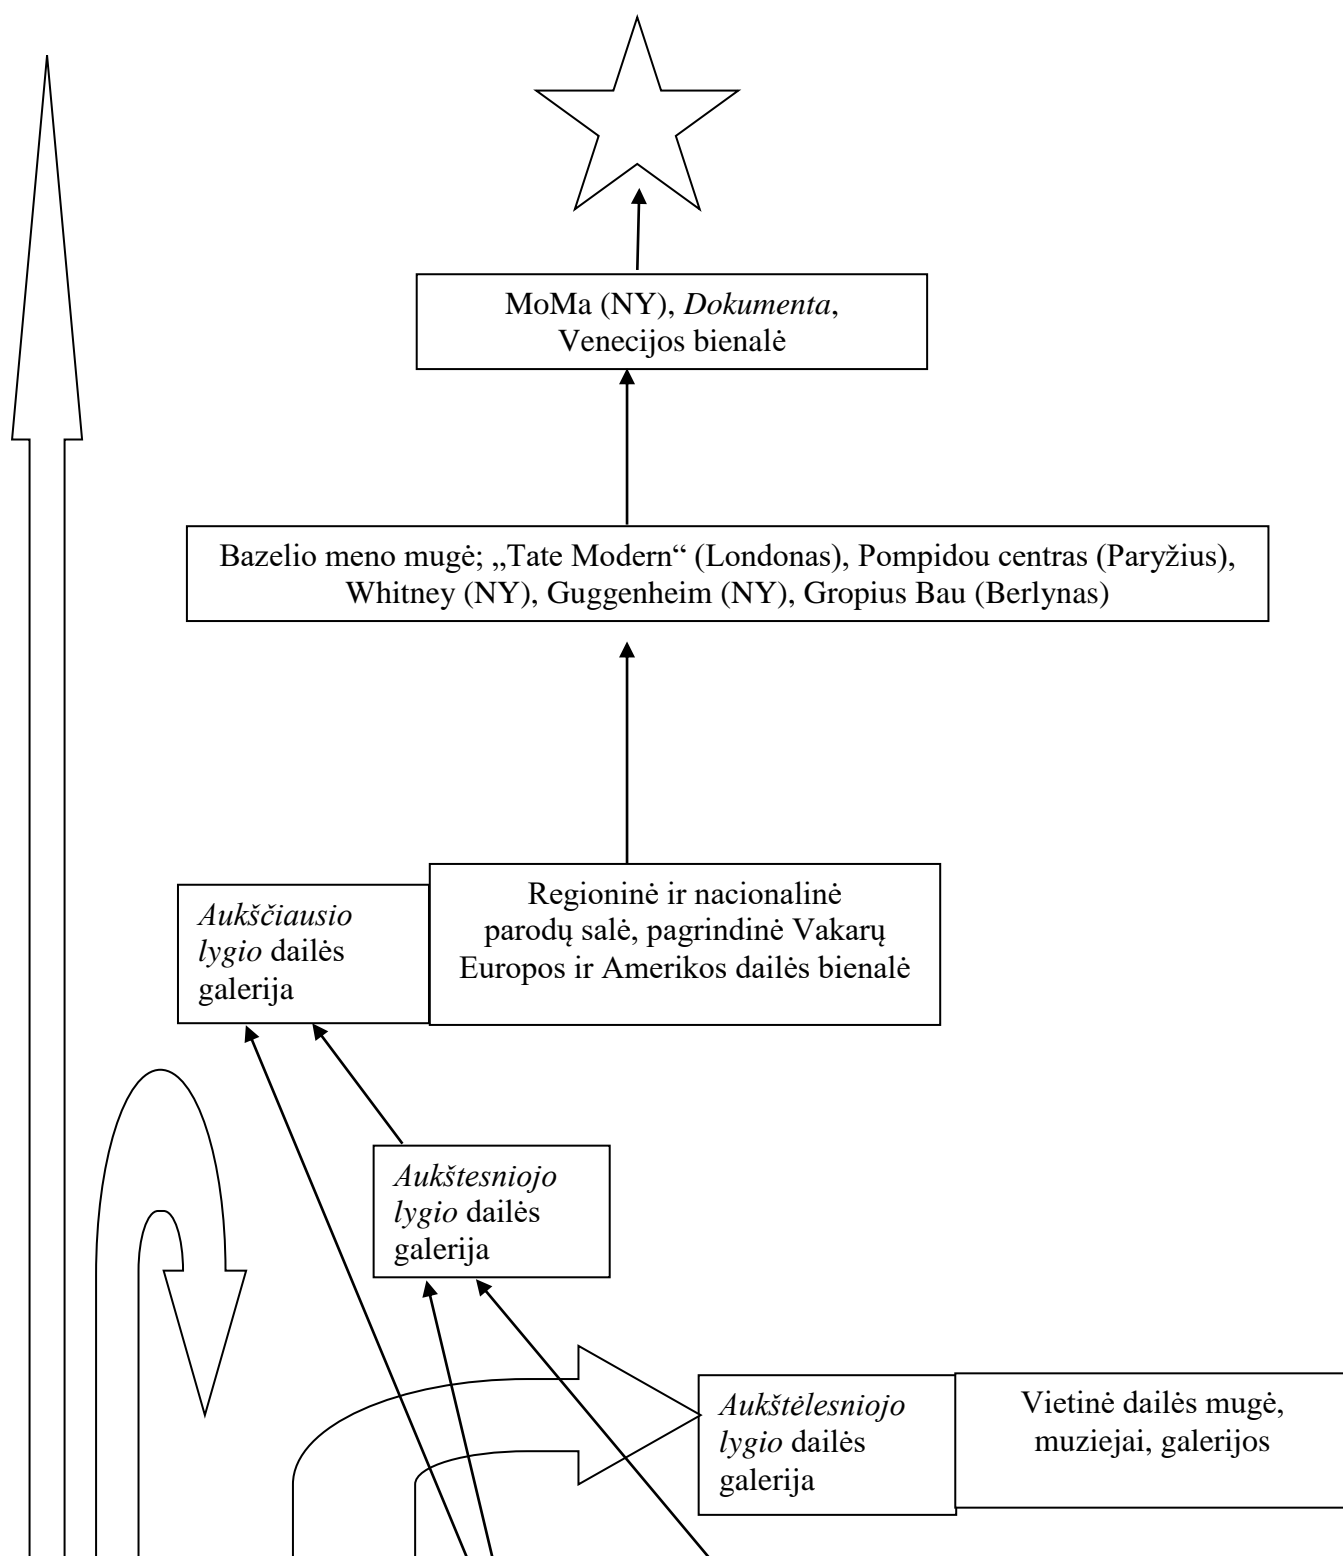 MoMa (NY), Dokumenta,
Venecijos bienalė
Bazelio meno mugė; „Tate Modern“ (Londonas), Pompidou centras (Paryžius),
Whitney (NY), Guggenheim (NY), Gropius Bau (Berlynas)
Aukščiausio
lygio dailės
galerija
Regioninė ir nacionalinė
parodų salė, pagrindinė Vakarų
Europos ir Amerikos dailės bienalė
Aukštesniojo
lygio dailės
galerija
Aukštėlesniojo
lygio dailės
galerija
Vietinė dailės mugė,
muziejai, galerijos